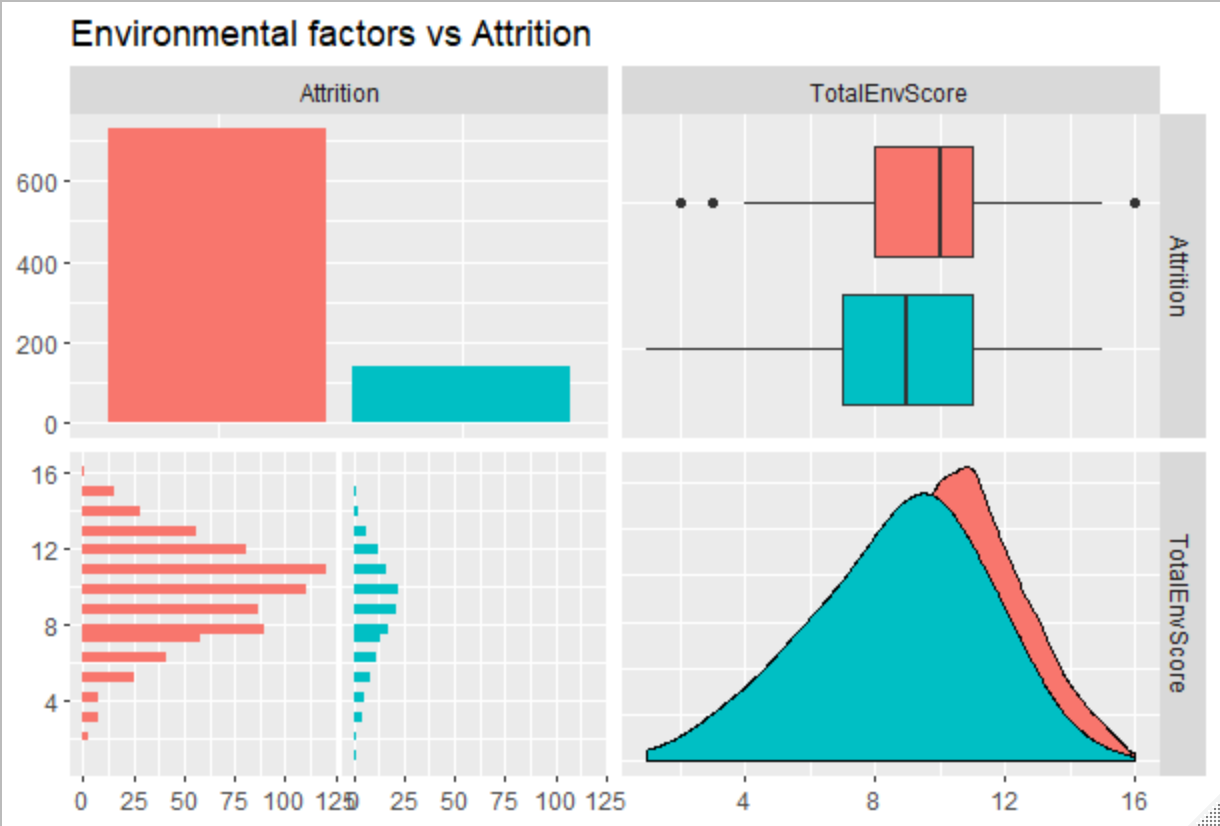 Environmental factors vs Attrition
Attrition
TotalEnvScore
600
400
200
0
Attrition
16
12
8
4
TotalEnvScore
0 25 50 75 100 125 0 25 50 75 100 125
4 8 12 16